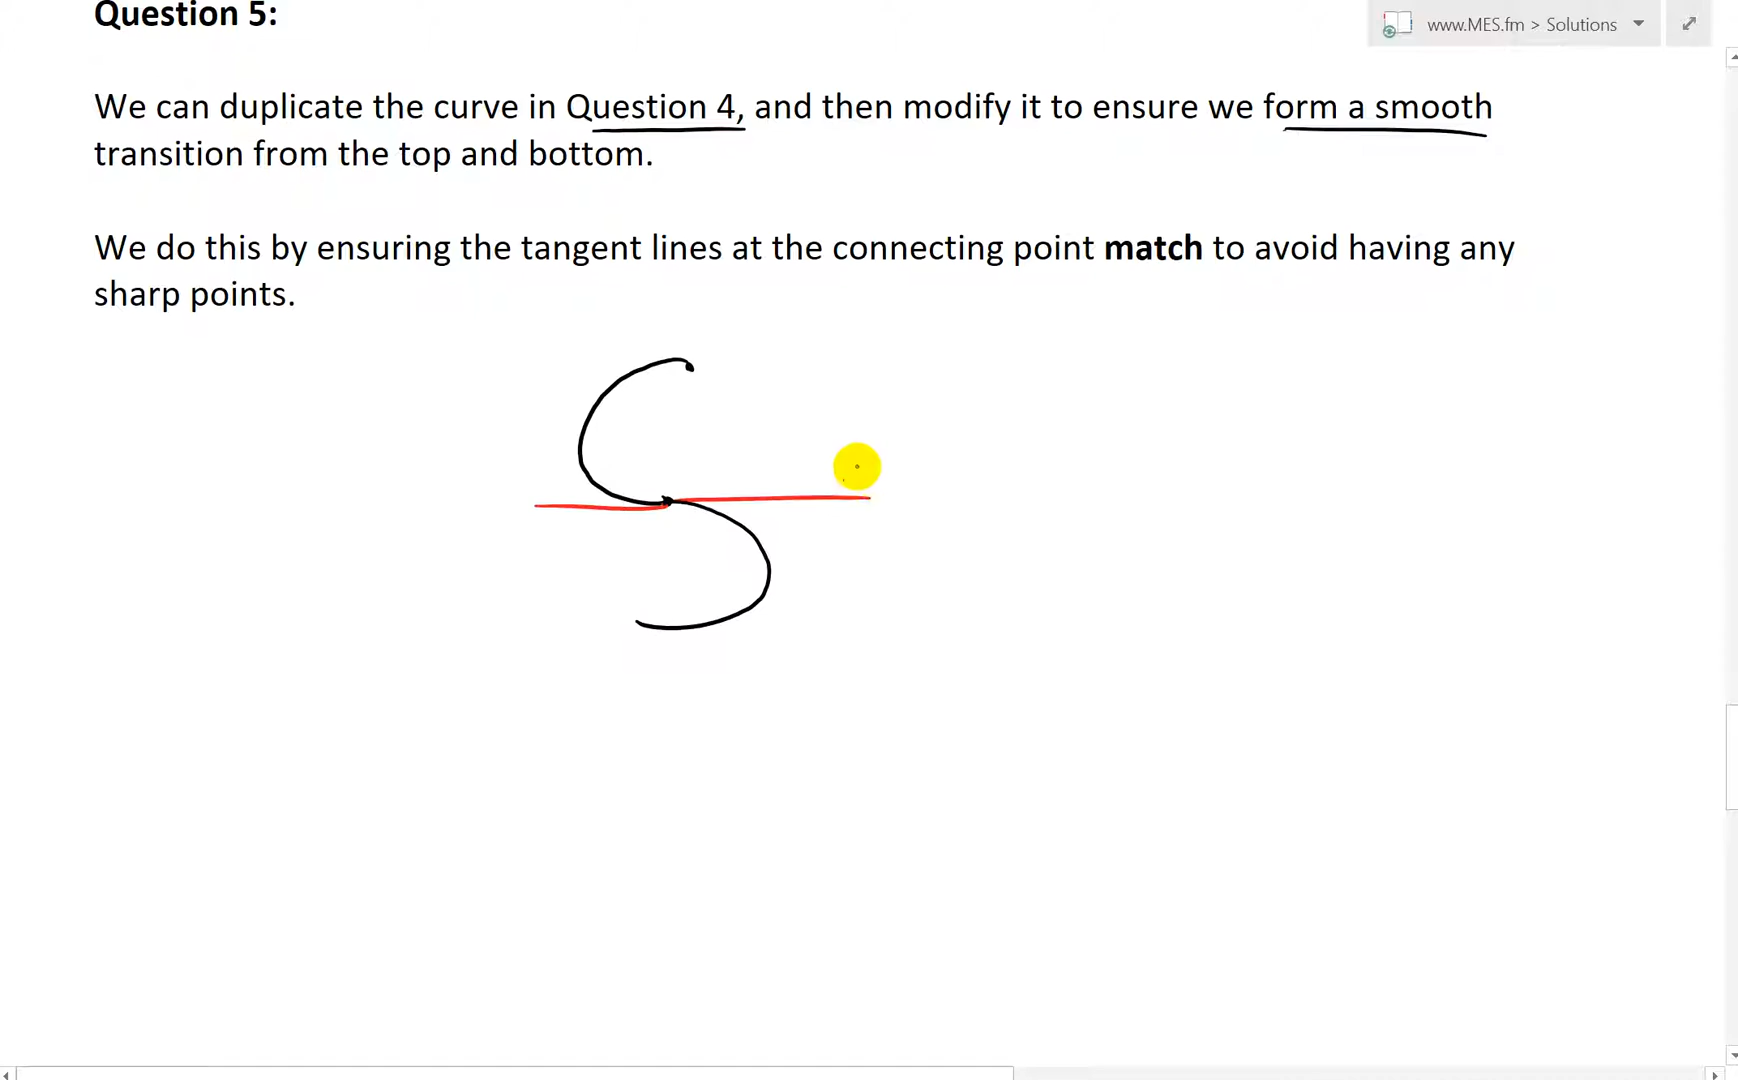 Question 5:
www.MES.fm > Solutions
We can duplicate the curve in Question 4, and then modify it to ensure we form a smooth
transition from the top and bottom.
We do this by ensuring the tangent lines at the connecting point match to avoid having any
sharp points.